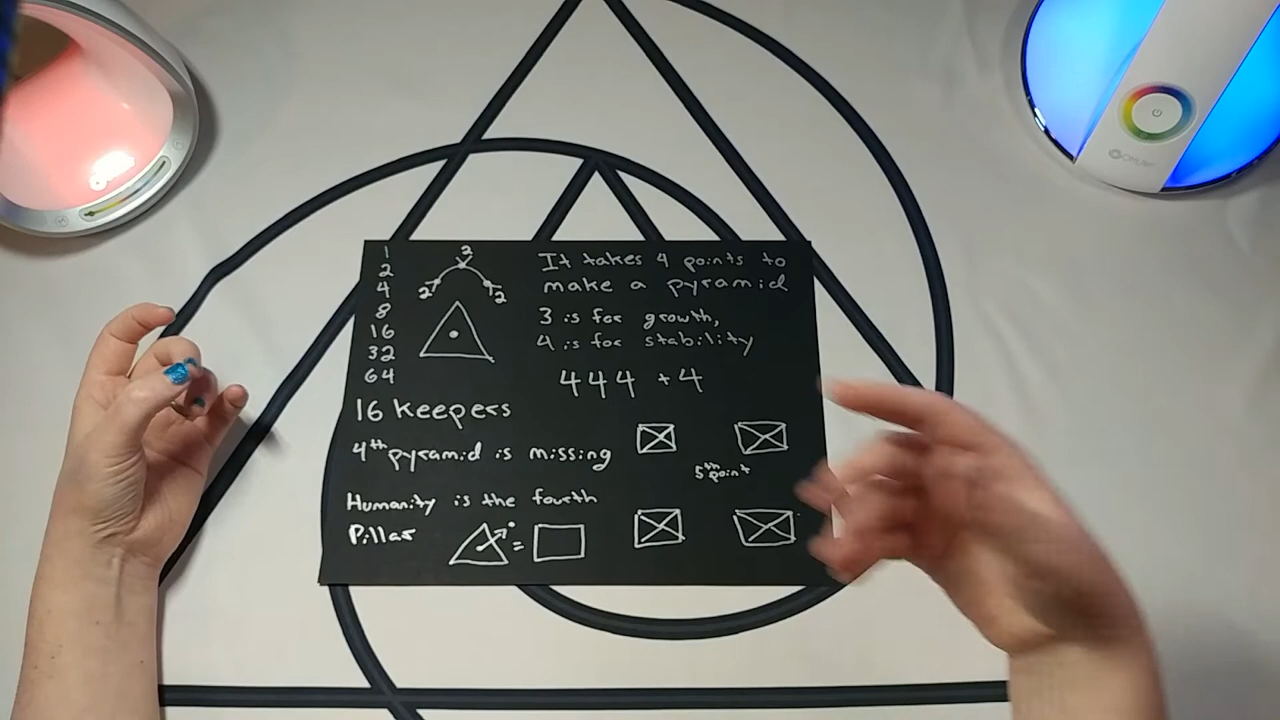 1
2
4
8
16
32
64
2
2
2
It takes 4 points to
make a pyramid
3 is for growth,
4 is for stability
444 +4
16 Keepers
4th pyramid is missing
5th point
Humanity is the fourth
Pillar
=